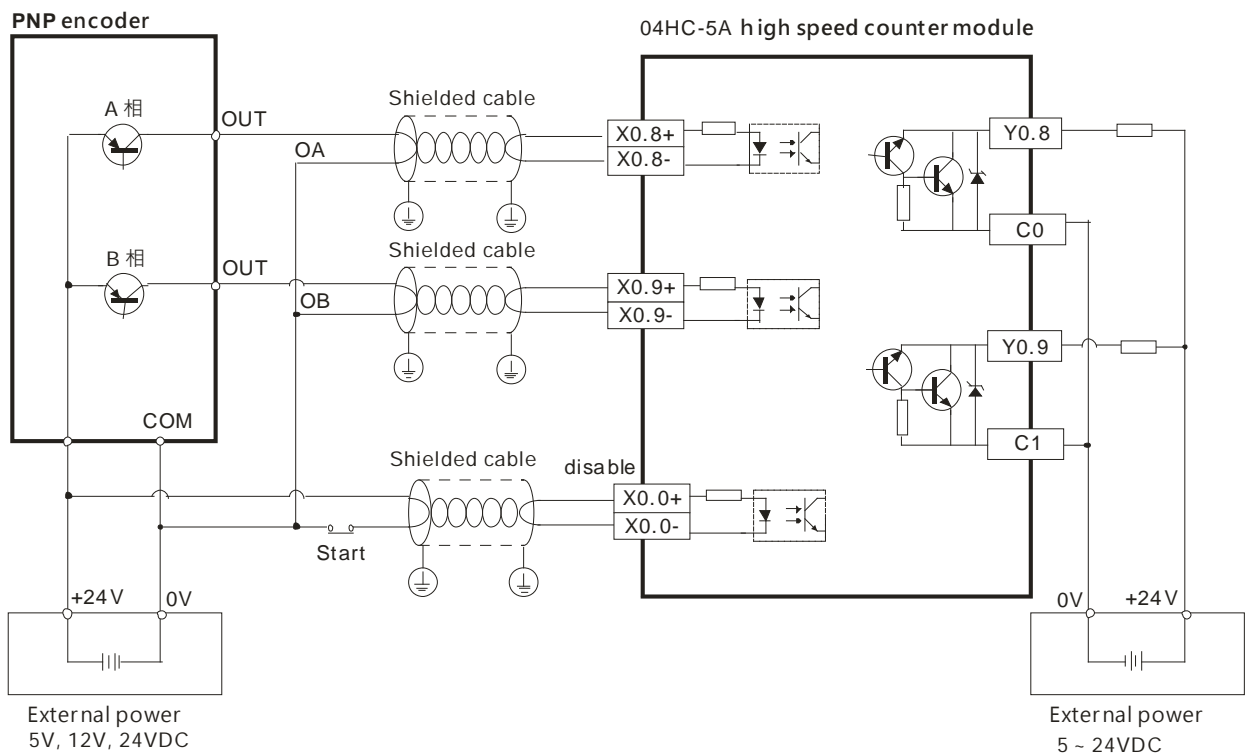 PNP encoder
04HC-5A high speed counter module
A 相
OUT
Shielded cable
OA
X0.8+
X0.8-
Y0.8
C0
B 相
OUT
Shielded cable
OB
X0.9+
X0.9-
Y0.9
C1
COM
Shielded cable
disable
X0.0+
X0.0-
Start
+24V
0V
0V
+24V
External power
5V, 12V, 24VDC
External power
5 ~ 24VDC